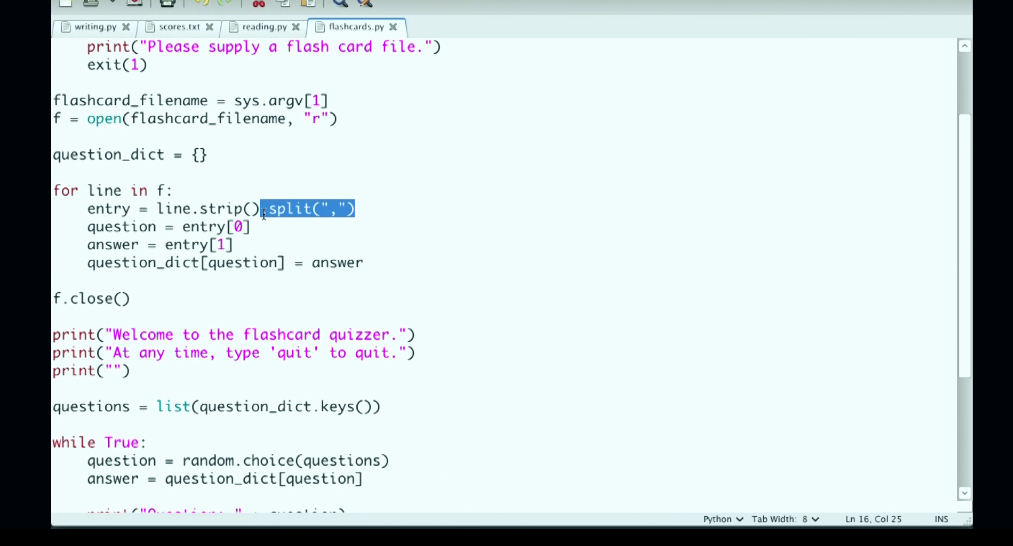 writing.py scores.txt reading.py flashcards.py
print("Please supply a flash card file.")
exit(1)
flashcard_filename = sys.argv[1]
f = open(flashcard_filename, "r")
question_dict = {}
for line in f:
entry = line.strip().split(",")
question = entry[0]
answer = entry[1]
question_dict[question] = answer
f.close()
print("Welcome to the flashcard quizzer.")
print("At any time, type 'quit' to quit.")
print("")
questions = list(question_dict.keys())
while True:
question = random.choice(questions)
answer = question_dict[question]
Python Tab Width: 8 Ln 16, Col 25 INS